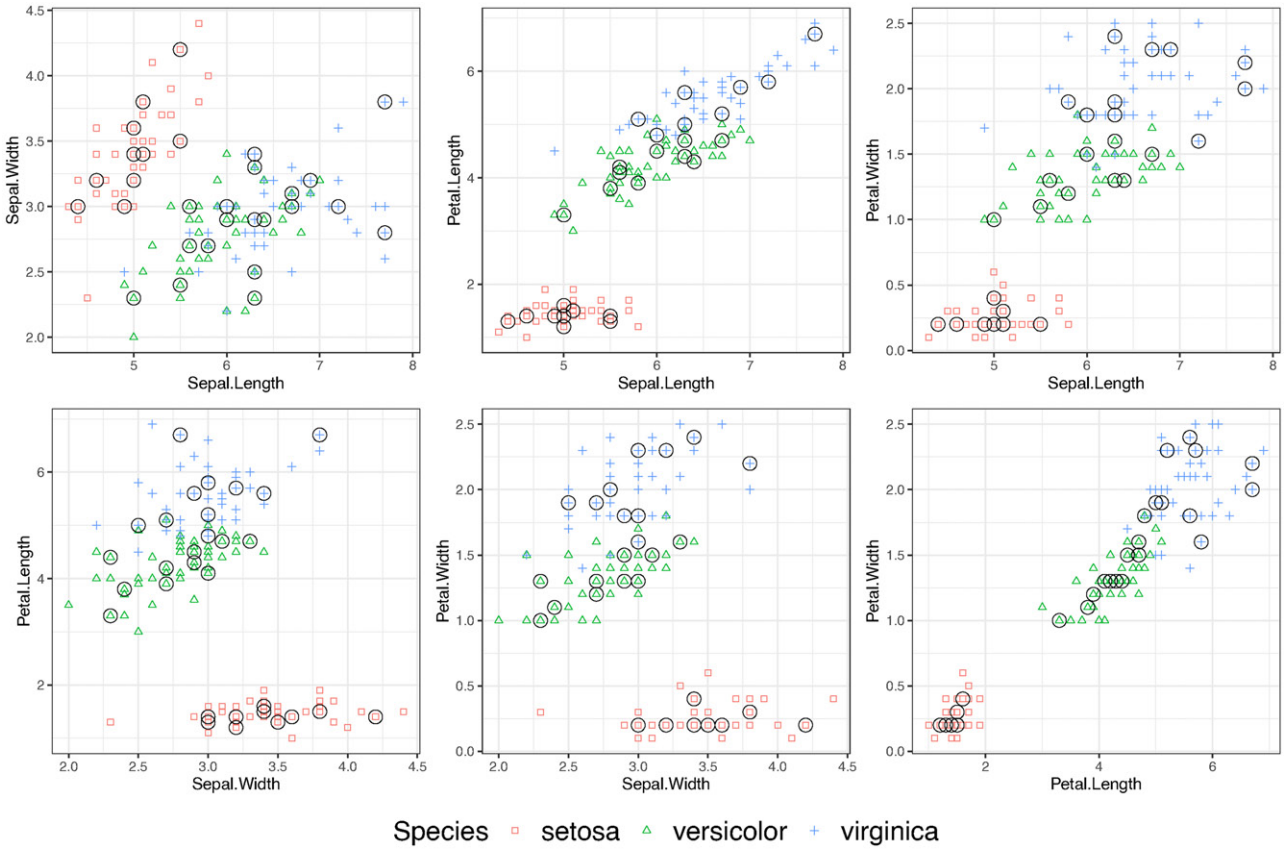 4.5
4.0
3.5
3.0
2.5
2.0
Sepal.Width
5 6 7 8
Sepal.Length
6
4
2
Petal.Length
5 6 7 8
Sepal.Length
2.5
2.0
1.5
1.0
0.5
0.0
Petal.Width
5 6 7 8
Sepal.Length
6
4
2
Petal.Length
2.0 2.5 3.0 3.5 4.0 4.5
Sepal.Width
2.5
2.0
1.5
1.0
0.5
0.0
Petal.Width
2.0 2.5 3.0 3.5 4.0 4.5
Sepal.Width
2.5
2.0
1.5
1.0
0.5
0.0
Petal.Width
2 4 6
Petal.Length
Species setosa versicolor virginica